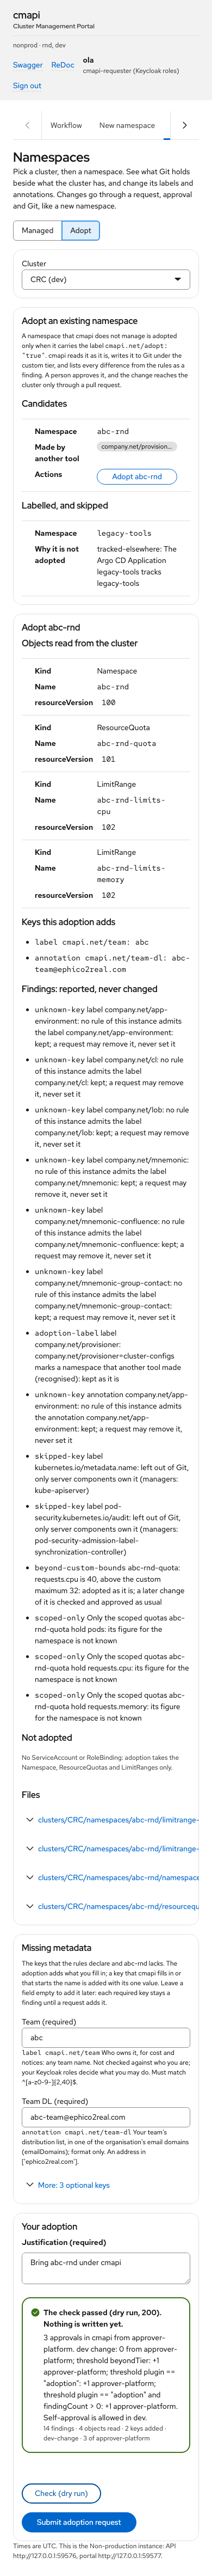 cmapi
Cluster Management Portal
nonprod · rnd, dev
Swagger
ReDoc
ola
cmapi-requester (Keycloak roles)
Sign out
Workflow
New namespace
Namespaces
Pick a cluster, then a namespace. See what Git holds
beside what the cluster has, and change its labels and
annotations. Changes go through a request, approval
and Git, like a new namespace.
Managed
Adopt
Cluster
CRC (dev)
Adopt an existing namespace
A namespace that cmapi does not manage is adopted
only when it carries the label cmapi.net/adopt:
"true". cmapi reads it as it is, writes it to Git under the
custom tier, and lists every difference from the rules as a
finding. A person approves it, and the change reaches the
cluster only through a pull request.
Candidates
Namespace
abc-rnd
Made by
another tool
company.net/provision...
Actions
Adopt abc-rnd
Labelled, and skipped
Namespace
legacy-tools
Why it is not
adopted
tracked-elsewhere: The
Argo CD Application
legacy-tools tracks
legacy-tools
Adopt abc-rnd
Objects read from the cluster
Kind
Namespace
Name
abc-rnd
resourceVersion
100
Kind
ResourceQuota
Name
abc-rnd-quota
resourceVersion
101
Kind
LimitRange
Name
abc-rnd-limits-
cpu
resourceVersion
102
Kind
LimitRange
Name
abc-rnd-limits-
memory
resourceVersion
102
Keys this adoption adds
label cmapi.net/team: abc
annotation cmapi.net/team-dl: abc-
team@ephico2real.com
Findings: reported, never changed
unknown-key label company.net/app-
environment: no rule of this instance admits
the label company.net/app-environment:
kept; a request may remove it, never set it
unknown-key label company.net/cl: no rule
of this instance admits the label
company.net/cl: kept; a request may remove
it, never set it
unknown-key label company.net/lob: no rule
of this instance admits the label
company.net/lob: kept; a request may remove
it, never set it
unknown-key label company.net/mnemonic:
no rule of this instance admits the label
company.net/mnemonic: kept; a request may
remove it, never set it
unknown-key label
company.net/mnemonic-confluence: no rule
of this instance admits the label
company.net/mnemonic-confluence: kept; a
request may remove it, never set it
unknown-key label
company.net/mnemonic-group-contact: no
rule of this instance admits the label
company.net/mnemonic-group-contact:
kept; a request may remove it, never set it
adoption-label label
company.net/provisioner:
company.net/provisioner=cluster-configs
marks a namespace that another tool made
(recognised): kept as it is
unknown-key annotation company.net/app-
environment: no rule of this instance admits
the annotation company.net/app-
environment: kept; a request may remove it,
never set it
skipped-key label
kubernetes.io/metadata.name: left out of Git,
only server components own it (managers:
kube-apiserver)
skipped-key label pod-
security.kubernetes.io/audit: left out of Git,
only server components own it (managers:
pod-security-admission-label-
synchronization-controller)
beyond-custom-bounds abc-rnd-quota:
requests.cpu is 40, above the custom
maximum 32: adopted as it is; a later change
of it is checked and approved as usual
scoped-only Only the scoped quotas abc-
rnd-quota hold pods: its figure for the
namespace is not known
scoped-only Only the scoped quotas abc-
rnd-quota hold requests.cpu: its figure for the
namespace is not known
scoped-only Only the scoped quotas abc-
rnd-quota hold requests.memory: its figure
for the namespace is not known
Not adopted
No ServiceAccount or RoleBinding: adoption takes the
Namespace, ResourceQuotas and LimitRanges only.
Files
clusters/CRC/namespaces/abc-rnd/limitrange-
clusters/CRC/namespaces/abc-rnd/limitrange-
clusters/CRC/namespaces/abc-rnd/namespace
clusters/CRC/namespaces/abc-rnd/resourcequ
Missing metadata
The keys that the rules declare and abc-rnd lacks. The
adoption adds what you fill in; a key that cmapi fills in or
that starts the name is added with its one value. Leave a
field empty to add it later: each required key stays a
finding until a request adds it.
Team (required)
abc
label cmapi.net/team Who owns it, for cost and
notices: any team name. Not checked against who you are;
your Keycloak roles decide what you may do. Must match
^[a-z0-9-]{2,40}$.
Team DL (required)
abc-team@ephico2real.com
annotation cmapi.net/team-dl Your team's
distribution list, in one of the organisation's email domains
(emailDomains); format only. An address in
['ephico2real.com'].
More: 3 optional keys
Your adoption
Justification (required)
Bring abc-rnd under cmapi
The check passed (dry run, 200).
Nothing is written yet.
3 approvals in cmapi from approver-
platform. dev change: 0 from approver-
platform; threshold beyondTier: +1
approver-platform; threshold plugin ==
"adoption": +1 approver-platform;
threshold plugin == "adoption" and
findingCount > 0: +1 approver-platform.
Self-approval is allowed in dev.
14 findings · 4 objects read · 2 keys added ·
dev-change · 3 of approver-platform
Check (dry run)
Submit adoption request
Times are UTC. This is the Non-production instance: API
http://127.0.0.1:59576, portal http://127.0.0.1:59577.